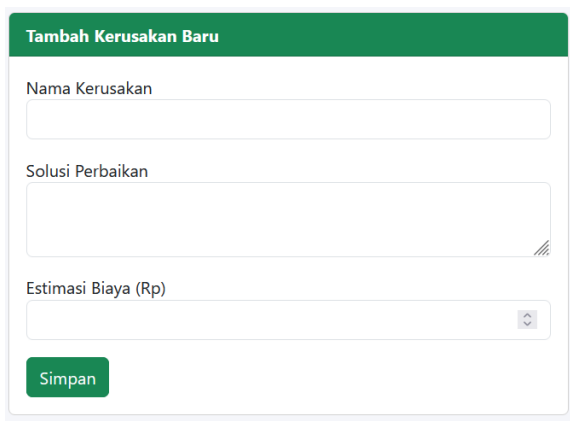 Tambah Kerusakan Baru
Nama Kerusakan
Solusi Perbaikan
Estimasi Biaya (Rp)
Simpan